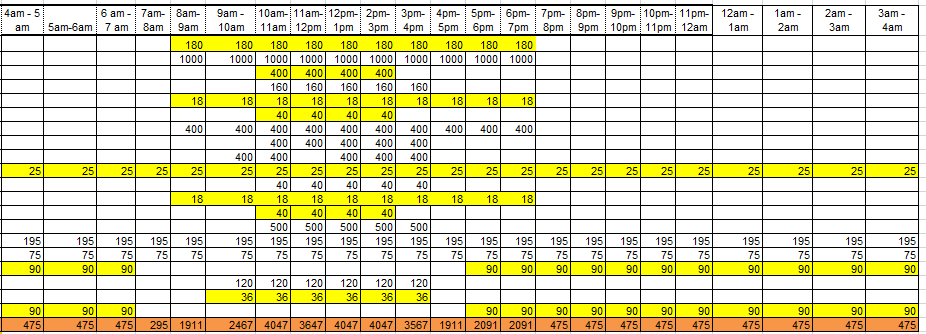 4am - 5 6 am - 7am- 8am- 9am - 10am- 11am- 12pm- 2pm- 3pm- 4pm- 5pm- 6pm- 7pm- 8pm- 9pm- 10pm- 11pm- 12am - 1am - 2am - 3am -
am 5am-6am 7 am 8am 9am 10am 11am 12pm 1pm 3pm 4pm 5pm 6pm 7pm 8pm 9pm 10pm 11pm 12am 1am 2am 3am 4am
180 180 180 180 180 180 180 180 180 180
1000 1000 1000 1000 1000 1000 1000 1000 1000 1000
400 400 400 400
160 160 160 160 160
18 18 18 18 18 18 18 18 18 18
40 40 40 40
400 400 400 400 400 400 400 400 400 400
400 400 400 400 400
400 400 400 400 400
25 25 25 25 25 25 25 25 25 25 25 25 25 25 25 25 25 25 25 25 25 25 25
40 40 40 40 40
18 18 18 18 18 18 18 18 18 18
40 40 40 40
500 500 500 500 500
195 195 195 195 195 195 195 195 195 195 195 195 195 195 195 195 195 195 195 195 195 195 195
75 75 75 75 75 75 75 75 75 75 75 75 75 75 75 75 75 75 75 75 75 75 75
90 90 90 90 90 90 90 90 90 90 90 90 90 90
120 120 120 120 120 120
36 36 36 36 36 36
90 90 90 90 90 90 90 90 90 90 90 90 90 90
475 475 475 295 1911 2467 4047 3647 4047 4047 3567 1911 2091 2091 475 475 475 475 475 475 475 475 475